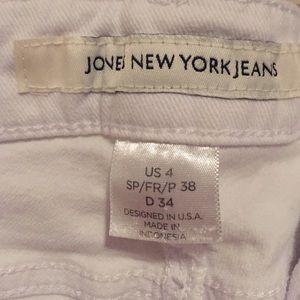 JONES NEW YORK JEANS
US 4
SP/FR/P 38
D 34
DESIGNED IN U.S.A.
MADE IN
INDONESIA